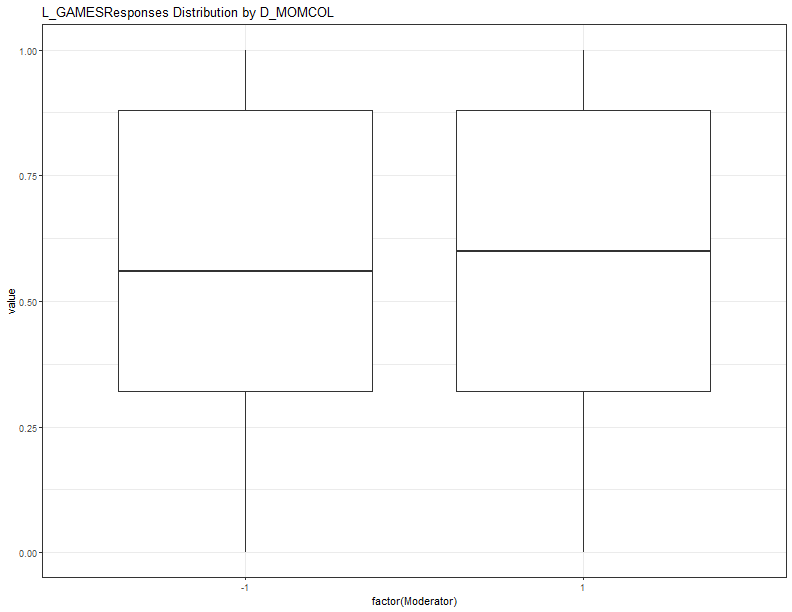 L_GAMESResponses Distribution by D_MOMCOL
1.00
0.75
0.50
0.25
0.00
value
-1 1
factor(Moderator)